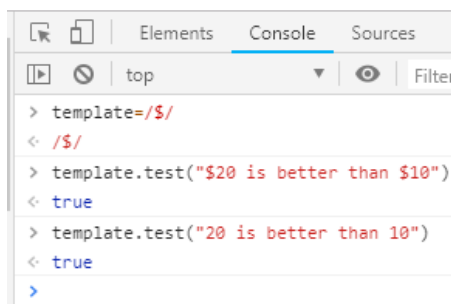 Elements Console Sources
top ▼ Filte
> template=/$/
<· /$/
> template.test("$20 is better than $10")
<· true
> template.test("20 is better than 10")
<· true
>